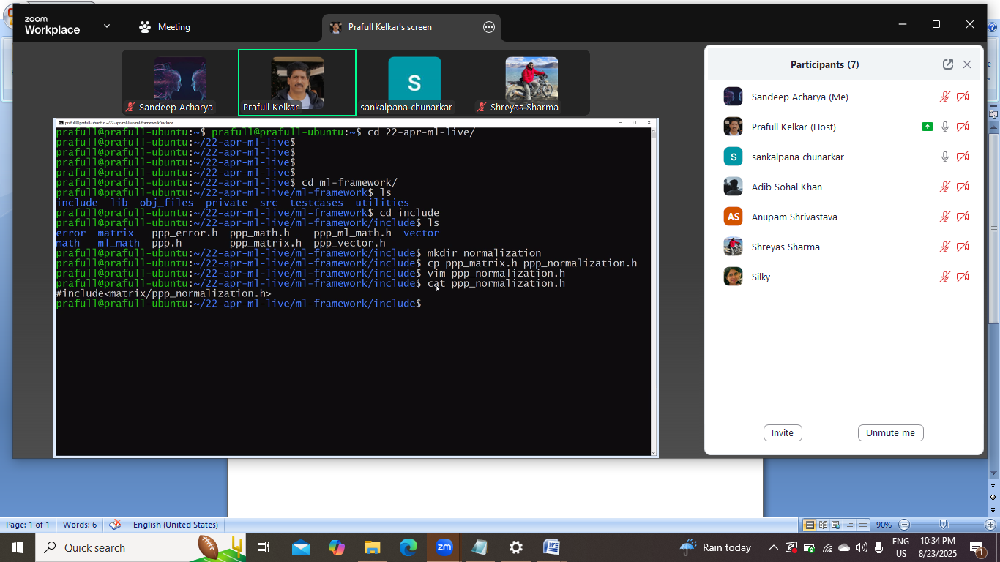 zoom
Workplace
Meeting
Prafull Kelkar's screen
Sandeep Acharya
Prafull Kelkar
S
sankalpana chunarkar
Shreyas Sharma
Participants (7)
Sandeep Acharya (Me)
Prafull Kelkar (Host)
S
sankalpana chunarkar
Adib Sohal Khan
AS
Anupam Shrivastava
Shreyas Sharma
Silky
Invite
Unmute me
prafull@prafull-ubuntu: ~/22-apr-ml-live/ml-framework/include
prafull@prafull-ubuntu:~$ prafull@prafull-ubuntu:~$ cd 22-apr-ml-live/
prafull@prafull-ubuntu:~/22-apr-ml-live$
prafull@prafull-ubuntu:~/22-apr-ml-live$
prafull@prafull-ubuntu:~/22-apr-ml-live$
prafull@prafull-ubuntu:~/22-apr-ml-live$
prafull@prafull-ubuntu:~/22-apr-ml-live$ cd ml-framework/
prafull@prafull-ubuntu:~/22-apr-ml-live/ml-framework$ ls
include lib obj_files private src testcases utilities
prafull@prafull-ubuntu:~/22-apr-ml-live/ml-framework$ cd include
prafull@prafull-ubuntu:~/22-apr-ml-live/ml-framework/include$ ls
error matrix ppp_error.h ppp_math.h ppp_ml_math.h vector
math ml_math ppp.h ppp_matrix.h ppp_vector.h
prafull@prafull-ubuntu:~/22-apr-ml-live/ml-framework/include$ mkdir normalization
prafull@prafull-ubuntu:~/22-apr-ml-live/ml-framework/include$ cp ppp_matrix.h ppp_normalization.h
prafull@prafull-ubuntu:~/22-apr-ml-live/ml-framework/include$ vim ppp_normalization.h
prafull@prafull-ubuntu:~/22-apr-ml-live/ml-framework/include$ cat ppp_normalization.h
#include<matrix/ppp_normalization.h>
prafull@prafull-ubuntu:~/22-apr-ml-live/ml-framework/include$
Page: 1 of 1
Words: 6
English (United States)
90%
Quick search
zm
Rain today
ENG
US
10:34 PM
8/23/2025
1